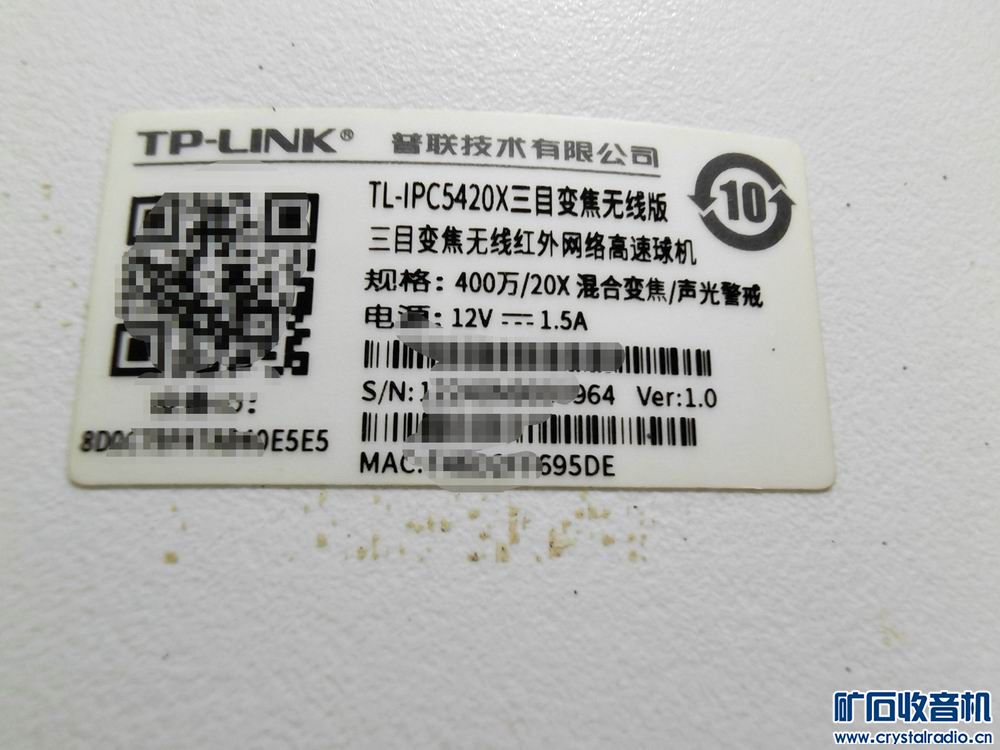 TP-LINK® 普联技术有限公司
10
TL-IPC5420X三目变焦无线版
三目变焦无线红外网络高速球机
规格: 400万/20X 混合变焦/声光警戒
电源: 12V 1.5A
S/N: 964 Ver:1.0
0E5E5
MAC: 695DE
矿石收音机
www.crystalradio.cn